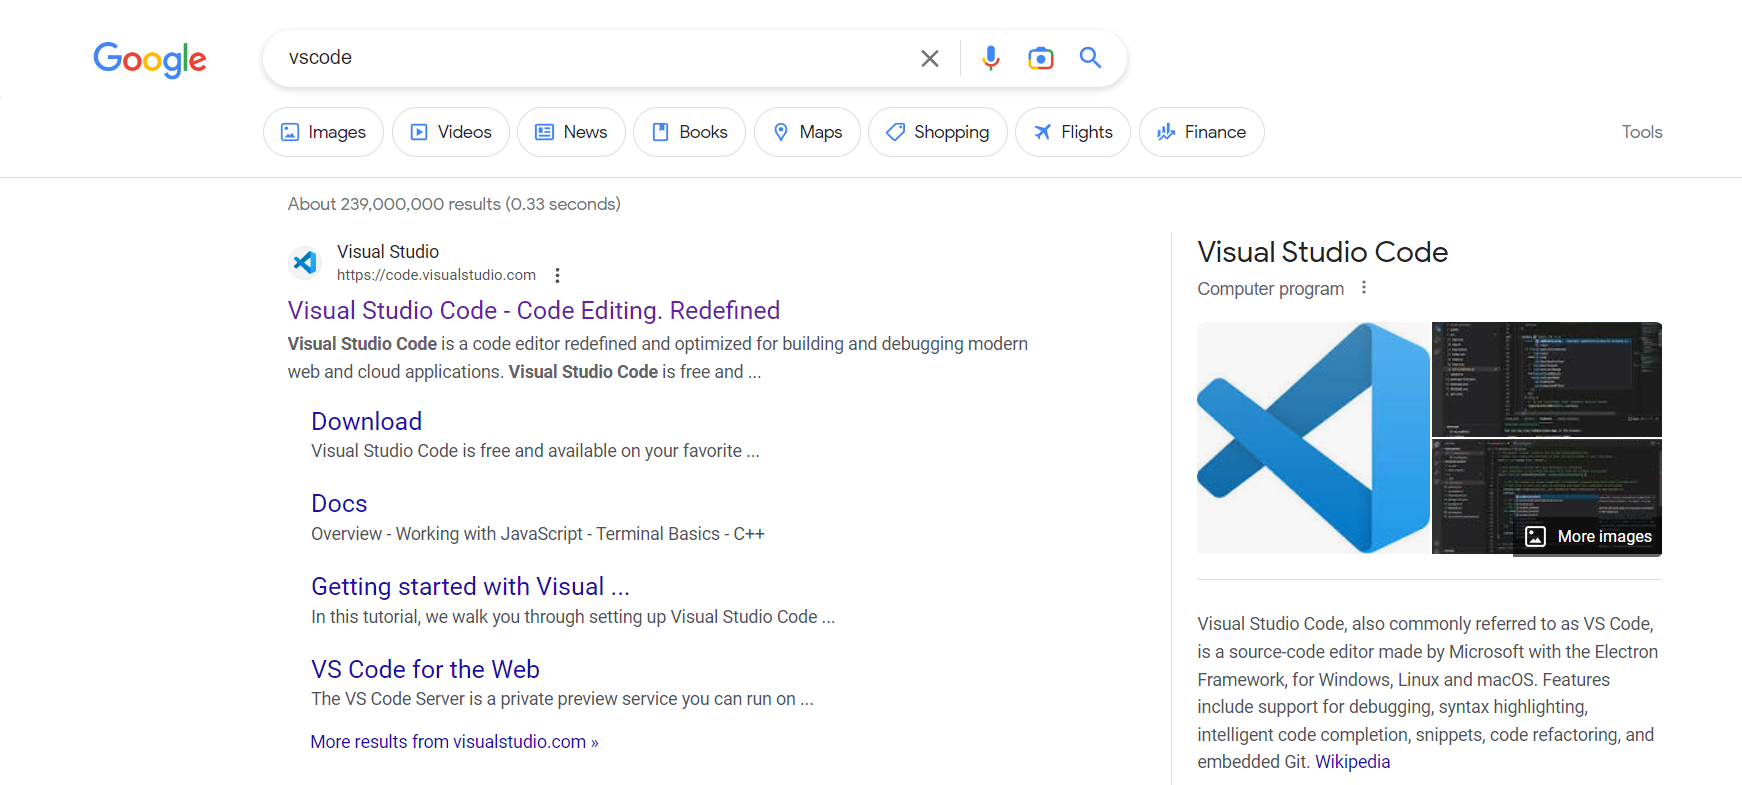 Google
vscode
Images
Videos
News
Books
Maps
Shopping
Flights
Finance
Tools
About 239,000,000 results (0.33 seconds)
Visual Studio
https://code.visualstudio.com
Visual Studio Code - Code Editing. Redefined
Visual Studio Code is a code editor redefined and optimized for building and debugging modern
web and cloud applications. Visual Studio Code is free and ...
Download
Visual Studio Code is free and available on your favorite ...
Docs
Overview - Working with JavaScript - Terminal Basics - C++
Getting started with Visual ...
In this tutorial, we walk you through setting up Visual Studio Code ...
VS Code for the Web
The VS Code Server is a private preview service you can run on ...
More results from visualstudio.com »
Visual Studio Code
Computer program
More images
Visual Studio Code, also commonly referred to as VS Code,
is a source-code editor made by Microsoft with the Electron
Framework, for Windows, Linux and macOS. Features
include support for debugging, syntax highlighting,
intelligent code completion, snippets, code refactoring, and
embedded Git. Wikipedia